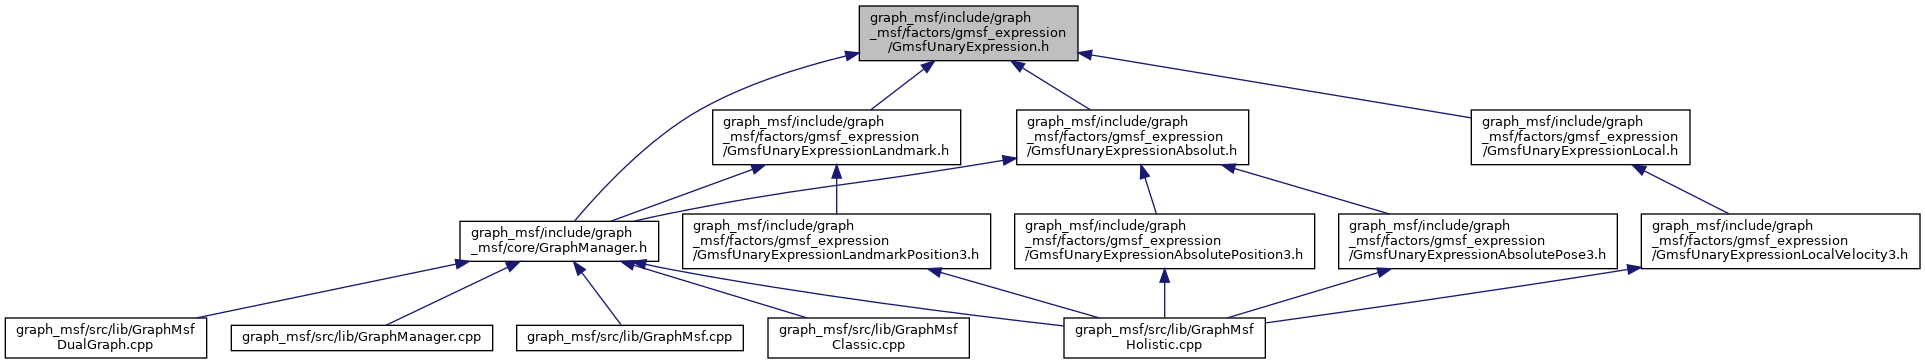 graph_msf/include/graph
_msf/factors/gmsf_expression
/GmsfUnaryExpression.h
graph_msf/include/graph
_msf/factors/gmsf_expression
/GmsfUnaryExpressionLandmark.h
graph_msf/include/graph
_msf/factors/gmsf_expression
/GmsfUnaryExpressionAbsolut.h
graph_msf/include/graph
_msf/factors/gmsf_expression
/GmsfUnaryExpressionLocal.h
graph_msf/include/graph
_msf/core/GraphManager.h
graph_msf/include/graph
_msf/factors/gmsf_expression
/GmsfUnaryExpressionLandmarkPosition3.h
graph_msf/include/graph
_msf/factors/gmsf_expression
/GmsfUnaryExpressionAbsolutePosition3.h
graph_msf/include/graph
_msf/factors/gmsf_expression
/GmsfUnaryExpressionAbsolutePose3.h
graph_msf/include/graph
_msf/factors/gmsf_expression
/GmsfUnaryExpressionLocalVelocity3.h
graph_msf/src/lib/GraphMsf
DualGraph.cpp
graph_msf/src/lib/GraphManager.cpp
graph_msf/src/lib/GraphMsf.cpp
graph_msf/src/lib/GraphMsf
Classic.cpp
graph_msf/src/lib/GraphMsf
Holistic.cpp